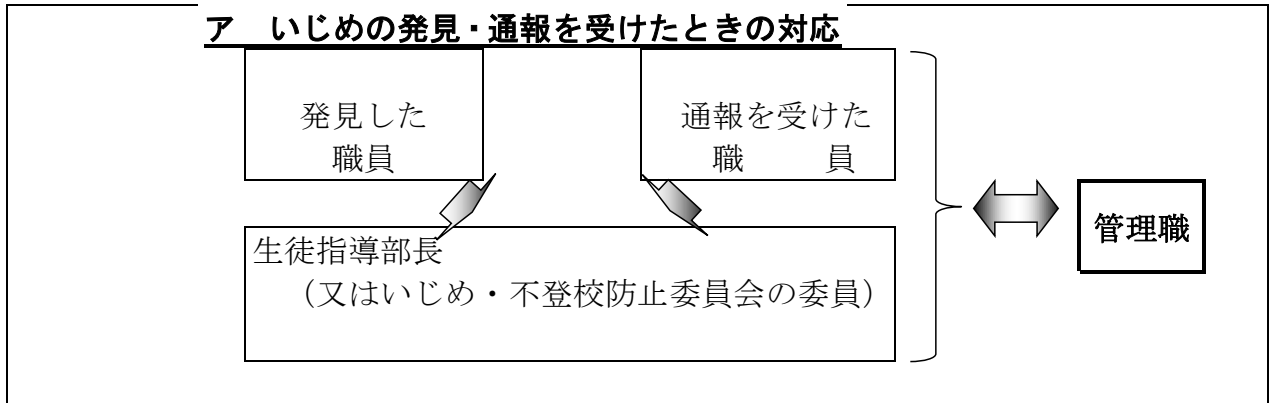 ア　いじめの発見・通報を受けたときの対応
発見した
職員
通報を受けた
職　　員
生徒指導部長
（又はいじめ・不登校防止委員会の委員）
管理職